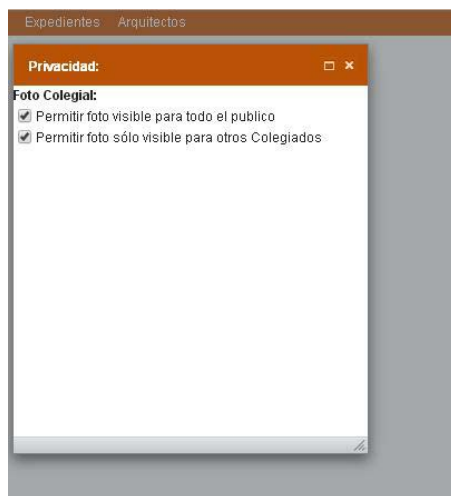 Expedientes Arquitectos
Privacidad:
Foto Colegial:
Permitir foto visible para todo el publico
Permitir foto sólo visible para otros Colegiados